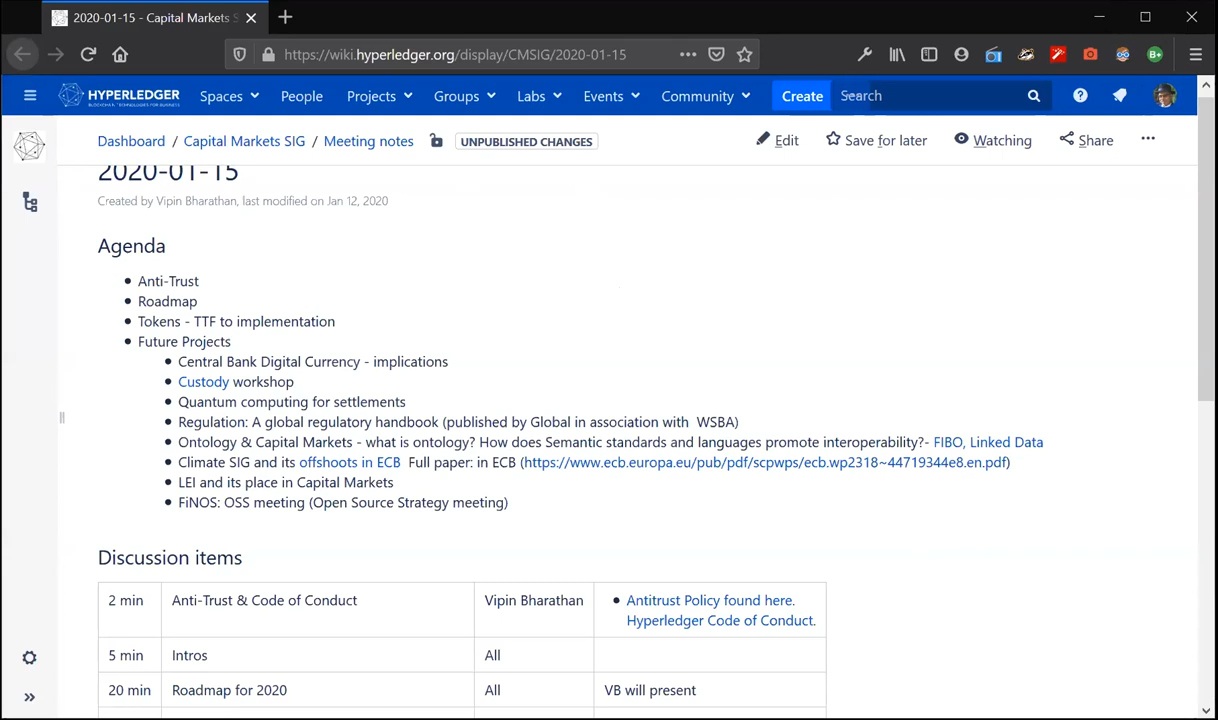 2020-01-15 - Capital Markets S
https://wiki.hyperledger.org/display/CMSIG/2020-01-15
HYPERLEDGER
BLOCKCHAIN TECHNOLOGIES FOR BUSINESS
Spaces
People
Projects
Groups
Labs
Events
Community
Create
Search
Dashboard / Capital Markets SIG / Meeting notes
UNPUBLISHED CHANGES
Edit
Save for later
Watching
Share
2020-01-15
Created by Vipin Bharathan, last modified on Jan 12, 2020
Agenda
Anti-Trust
Roadmap
Tokens - TTF to implementation
Future Projects
Central Bank Digital Currency - implications
Custody workshop
Quantum computing for settlements
Regulation: A global regulatory handbook (published by Global in association with WSBA)
Ontology & Capital Markets - what is ontology? How does Semantic standards and languages promote interoperability?- FIBO, Linked Data
Climate SIG and its offshoots in ECB Full paper: in ECB (https://www.ecb.europa.eu/pub/pdf/scpwps/ecb.wp2318~44719344e8.en.pdf)
LEI and its place in Capital Markets
FiNOS: OSS meeting (Open Source Strategy meeting)
Discussion items
2 min
Anti-Trust & Code of Conduct
Vipin Bharathan
Antitrust Policy found here.
Hyperledger Code of Conduct.
5 min
Intros
All
20 min
Roadmap for 2020
All
VB will present